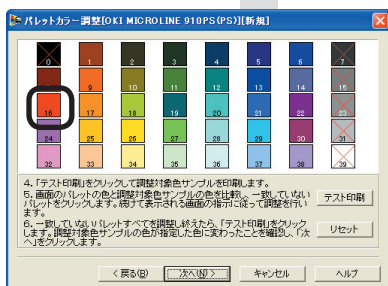 パレットカラー調整[OKI MICROLINE 910PS(PS)][新規]
0 1 2 3 4 5 6 7
9 10 11 12 13 14 15
16 17 18 19 20 21 22 23
24 25 26 27 28 29 30 31
32 33 34 35 36 37 38 39
4.「テスト印刷」をクリックして調整対象色サンプルを印刷します。
5.画面のパレットの色と調整対象色サンプルの色を比較し、一致していない
パレットをクリックします。続けて表示される画面の指示に従って調整を行い
ます。
6.一致していないパレットすべてを調整し終えたら、「テスト印刷」をクリック
します。調整対象色サンプルの色が指定した色に変わったことを確認し、「次
へ」をクリックします。
テスト印刷
リセット
< 戻る(B)
次へ(N) >
キャンセル
ヘルプ